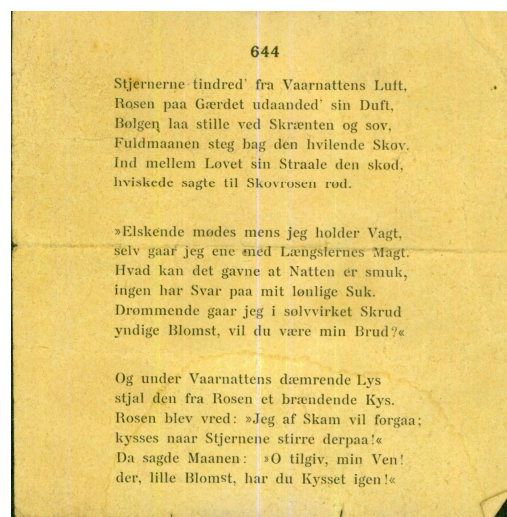 644
Stjernerne tindred' fra Vaarnattens Luft,
Rosen paa Gærdet udaanded' sin Duft,
Bølgen laa stille ved Skrænten og sov,
Fuldmaanen steg bag den hvilende Skov.
Ind mellem Løvet sin Straale den skød,
hviskede sagte til Skovrosen rød.
»Elskende mødes mens jeg holder Vagt,
selv gaar jeg ene med Længslernes Magt.
Hvad kan det gavne at Natten er smuk,
ingen har Svar paa mit lønlige Suk.
Drømmende gaar jeg i sølvvirket Skrud
yndige Blomst, vil du være min Brud?«
Og under Vaarnattens dæmrende Lys
stjal den fra Rosen et brændende Kys.
Rosen blev vred: »Jeg af Skam vil forgaa;
kysses naar Stjernene stirre derpaa!«
Da sagde Maanen: »O tilgiv, min Ven!
der, lille Blomst, har du Kysset igen!«